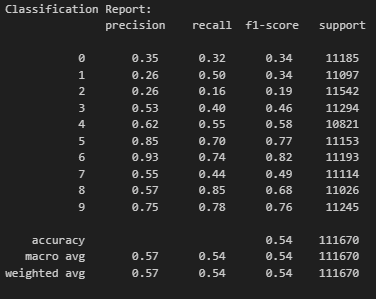 Classification Report:
precision recall f1-score support
0 0.35 0.32 0.34 11185
1 0.26 0.50 0.34 11097
2 0.26 0.16 0.19 11542
3 0.53 0.40 0.46 11294
4 0.62 0.55 0.58 10821
5 0.85 0.70 0.77 11153
6 0.93 0.74 0.82 11193
7 0.55 0.44 0.49 11114
8 0.57 0.85 0.68 11026
9 0.75 0.78 0.76 11245
accuracy 0.54 111670
macro avg 0.57 0.54 0.54 111670
weighted avg 0.57 0.54 0.54 111670